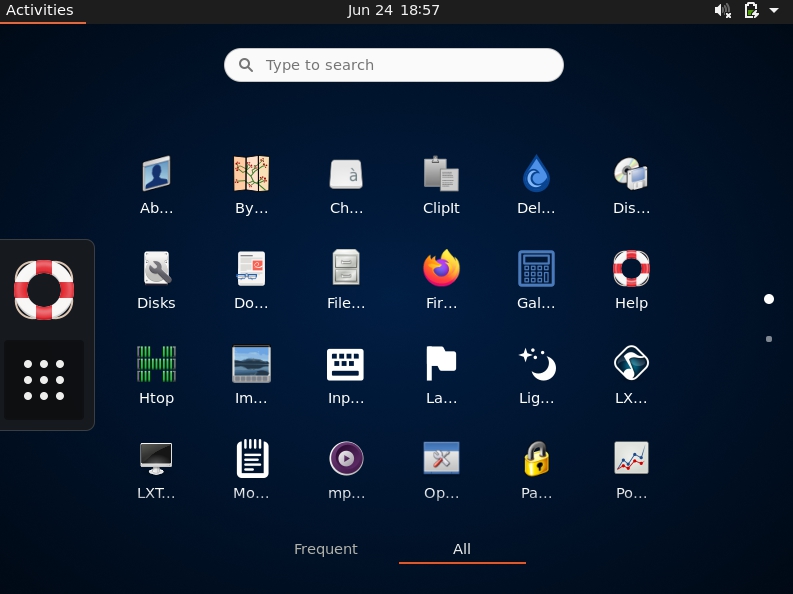 Activities
Jun 24 18:57
Type to search
Ab...
By...
Ch...
ClipIt
Del...
Dis...
Disks
Do...
File...
Fir...
Gal...
Help
Htop
Im...
Inp...
La...
Lig...
LX...
LXT...
Mo...
mp...
Op...
Pa...
Po...
Frequent
All